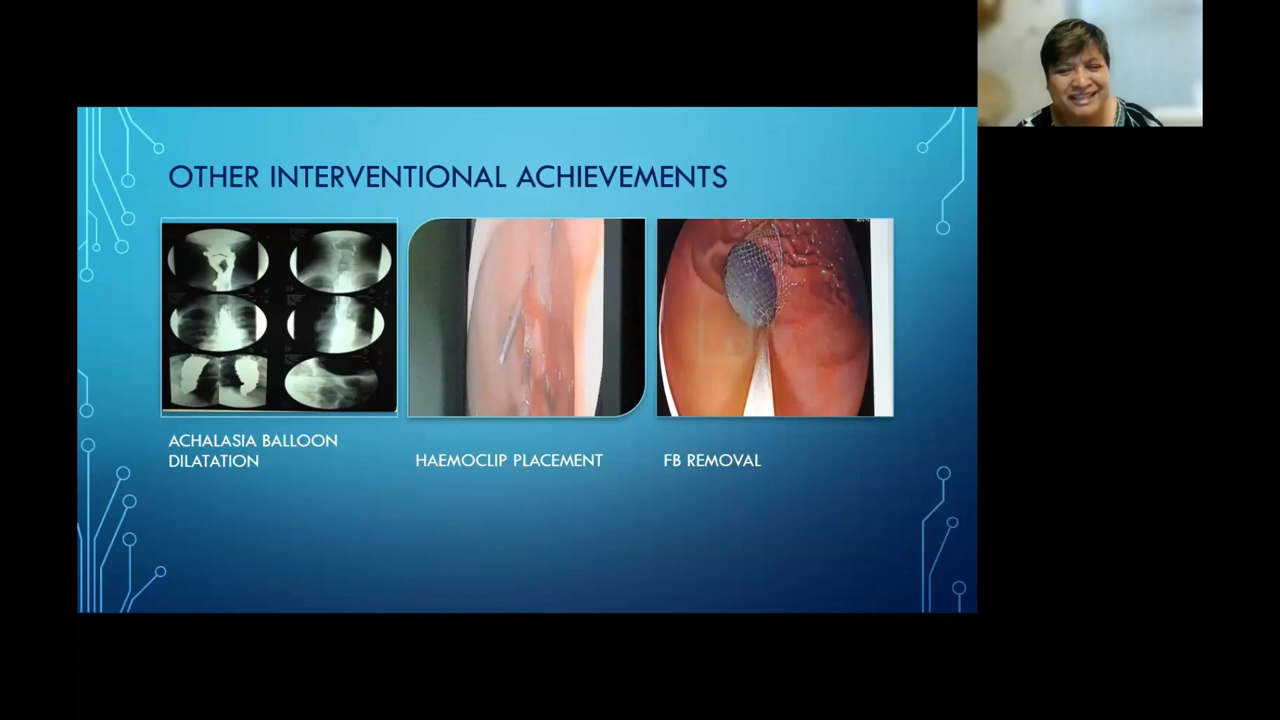 OTHER INTERVENTIONAL ACHIEVEMENTS
ACHALASIA BALLOON
DILATATION
HAEMOCLIP PLACEMENT
FB REMOVAL